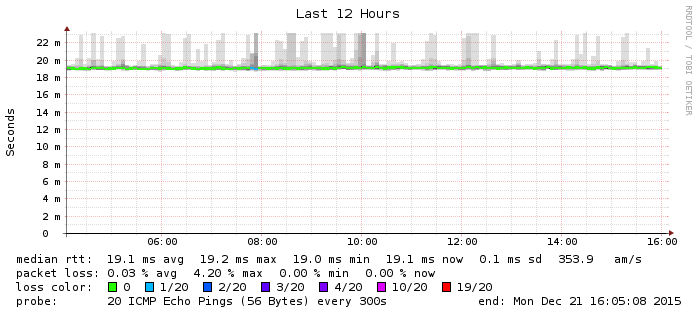 Last 12 Hours
RRDTOOL / TOBI OETIKER
Seconds
22 m
20 m
18 m
16 m
14 m
12 m
10 m
8 m
6 m
4 m
2 m
0
06:00 08:00 10:00 12:00 14:00 16:00
median rtt: 19.1 ms avg 19.2 ms max 19.0 ms min 19.1 ms now 0.1 ms sd 353.9 am/s
packet loss: 0.03 % avg 4.20 % max 0.00 % min 0.00 % now
loss color: 0 1/20 2/20 3/20 4/20 10/20 19/20
probe: 20 ICMP Echo Pings (56 Bytes) every 300s end: Mon Dec 21 16:05:08 2015